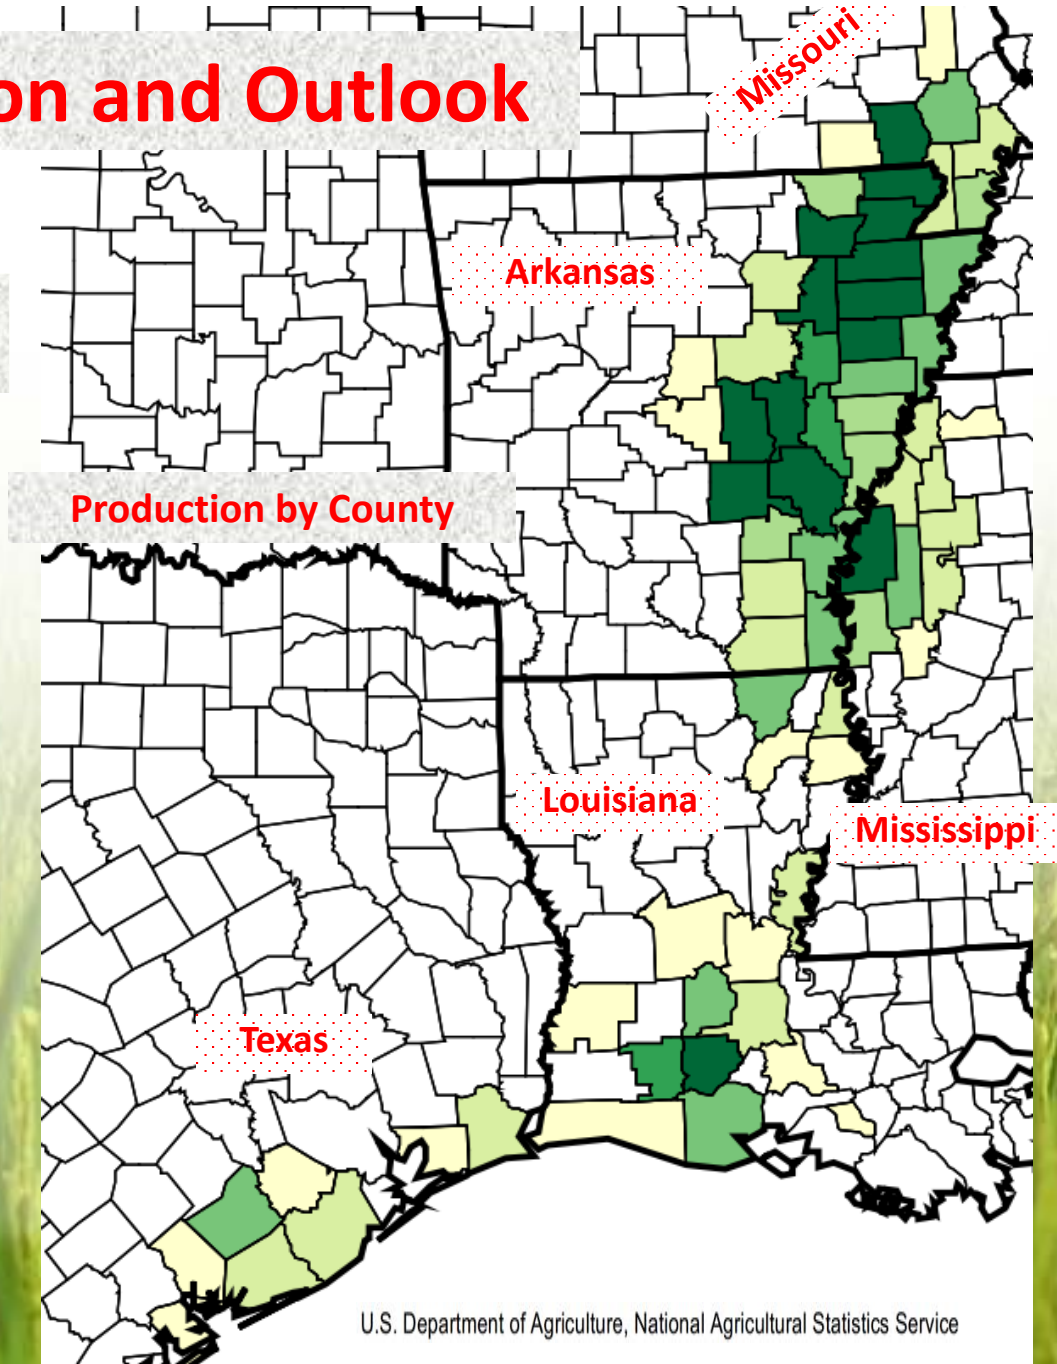 on and Outlook
Missouri
Arkansas
Production by County
Louisiana
Mississippi
Texas
U.S. Department of Agriculture, National Agricultural Statistics Service